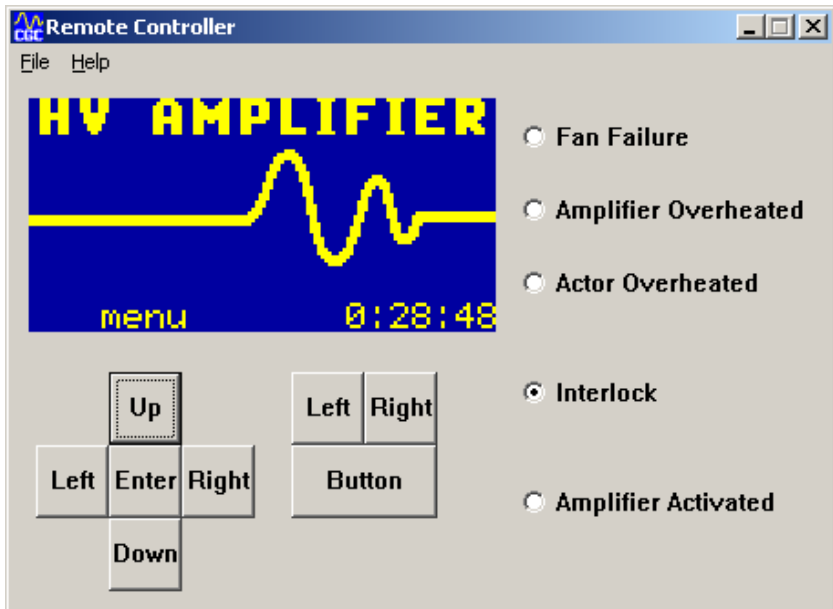 CGC Remote Controller
File Help
HV AMPLIFIER
menu 0:28:48
Fan Failure
Amplifier Overheated
Actor Overheated
Interlock
Amplifier Activated
Up
Left Enter Right
Down
Left Right
Button